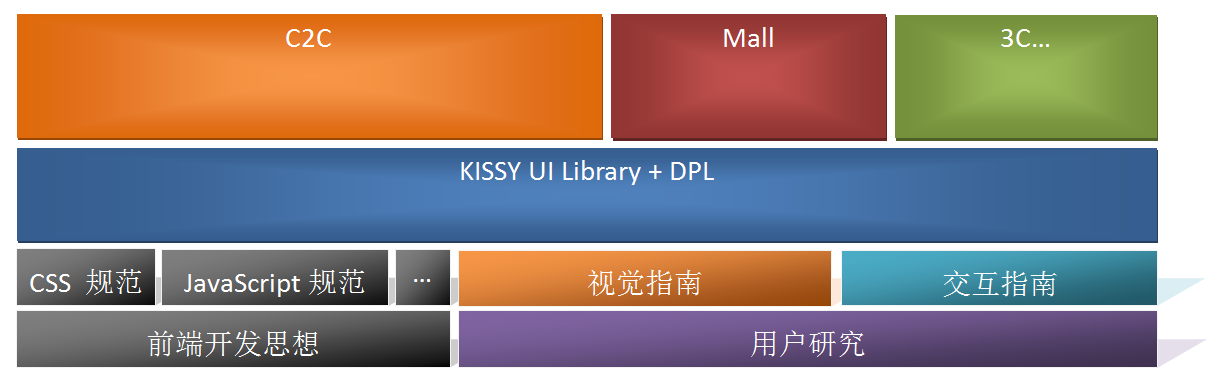 C2C
Mall
3C…
KISSY UI Library + DPL
CSS 规范
JavaScript 规范
…
视觉指南
交互指南
前端开发思想
用户研究